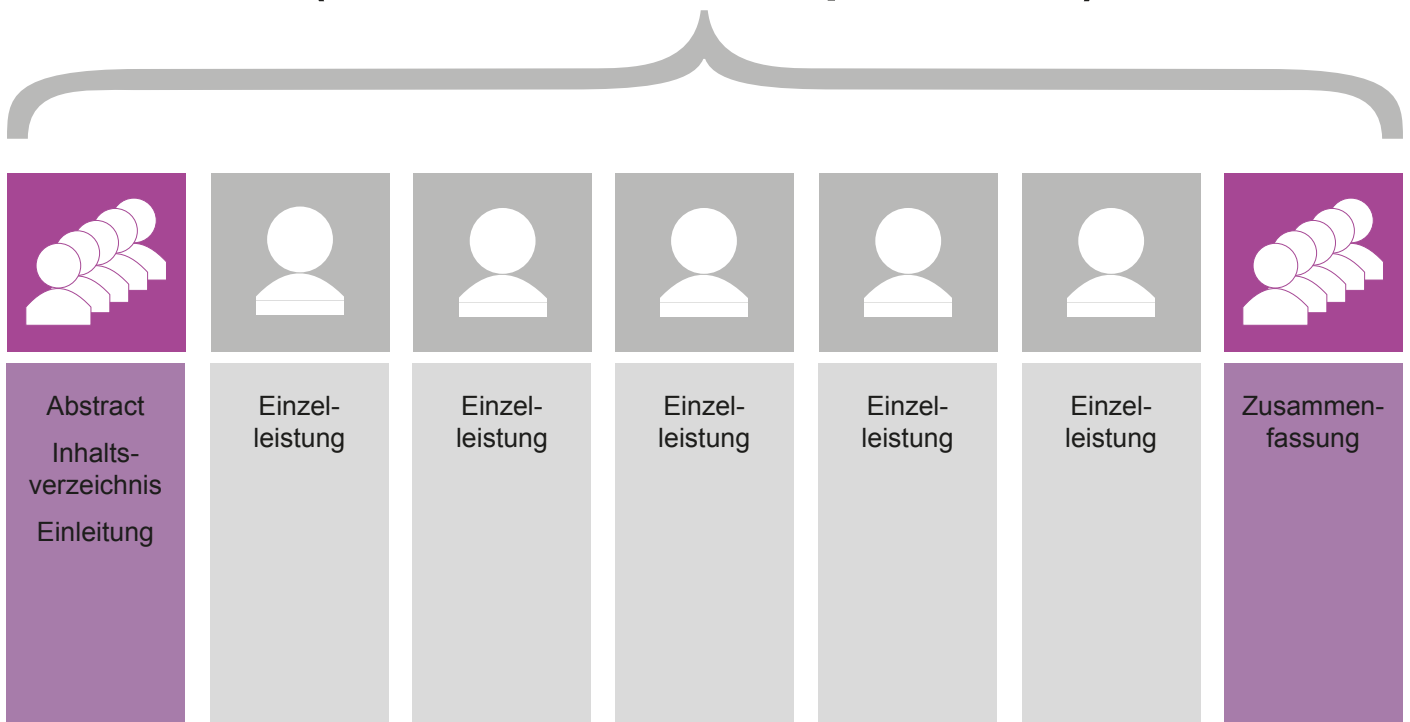 Abstract
Inhalts-
verzeichnis
Einleitung
Einzel-
leistung
Einzel-
leistung
Einzel-
leistung
Einzel-
leistung
Einzel-
leistung
Zusammen-
fassung